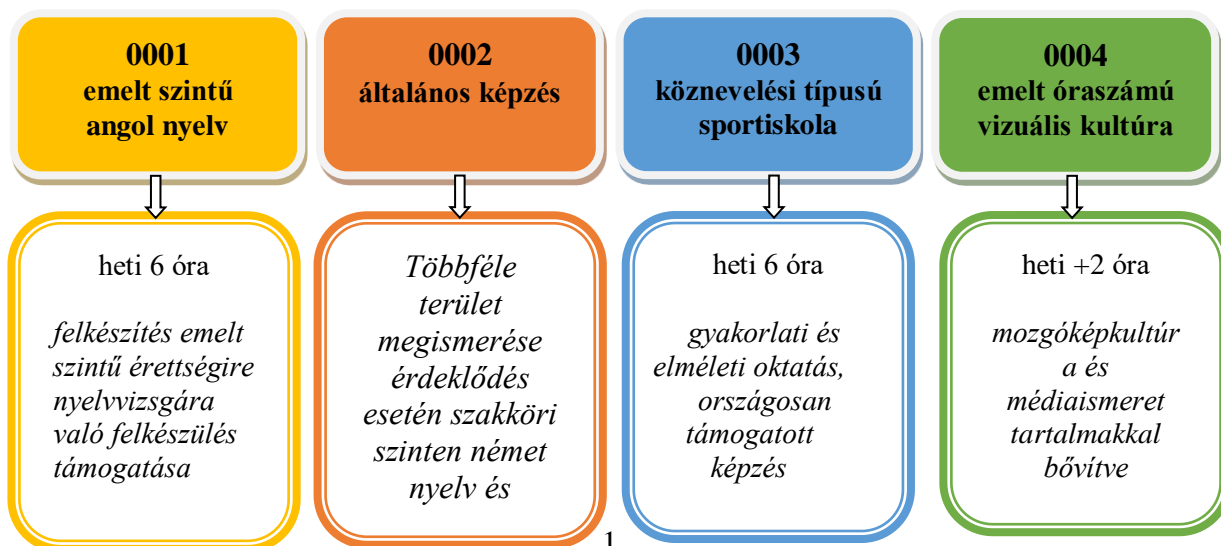 0001
emelt szintű
angol nyelv
0002
általános képzés
0003
köznevelési típusú
sportiskola
0004
emelt óraszámú
vizuális kultúra
heti 6 óra
felkészítés emelt
szintű érettségire
nyelvvizsgára
való felkészülés
támogatása
Többféle
terület
megismerése
érdeklődés
esetén szakköri
szinten német
nyelv és
heti 6 óra
gyakorlati és
elméleti oktatás,
országosan
támogatott
képzés
heti +2 óra
mozgóképkultúr
a és
médiaismeret
tartalmakkal
bővítve
1